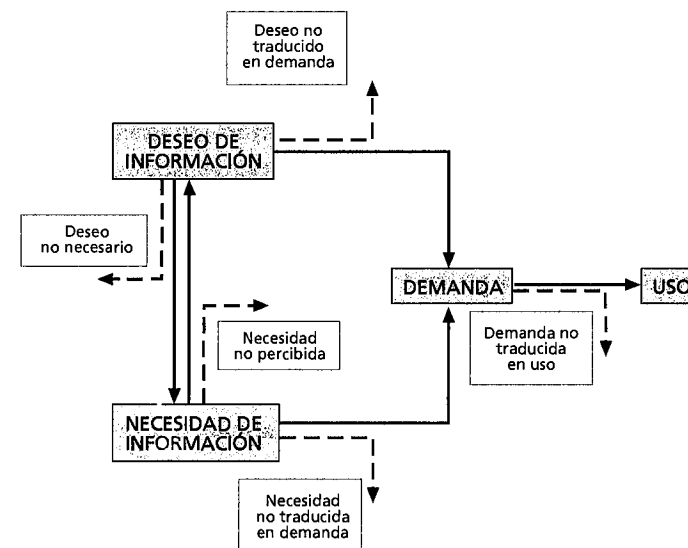 Deseo no
traducido
en demanda
DESEO DE
INFORMACIÓN
Deseo
no necesario
DEMANDA
USO
Necesidad
no percibida
Demanda no
traducida
en uso
NECESIDAD DE
INFORMACIÓN
Necesidad
no traducida
en demanda